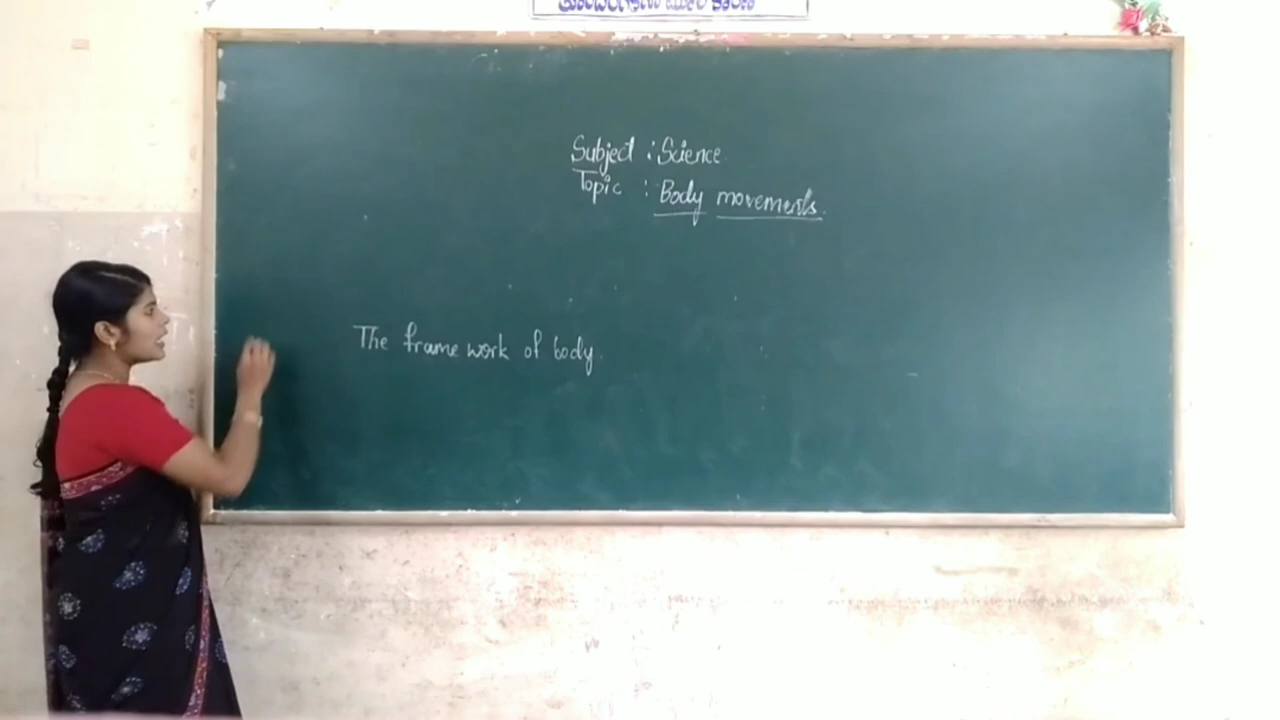 Subject : Science
Topic : Body movements.
The frame work of body.